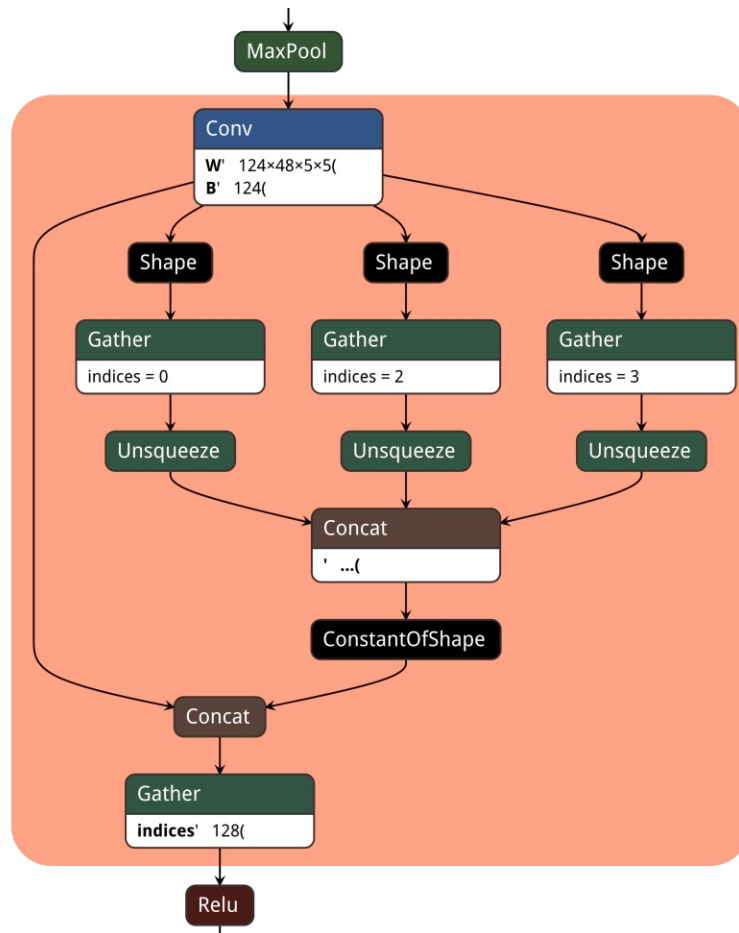 MaxPool
Conv
W' 124×48×5×5(
B' 124(
Shape
Shape
Shape
Gather
indices = 0
Gather
indices = 2
Gather
indices = 3
Unsqueeze
Unsqueeze
Unsqueeze
Concat
' ...(
ConstantOfShape
Concat
Gather
indices' 128(
Relu